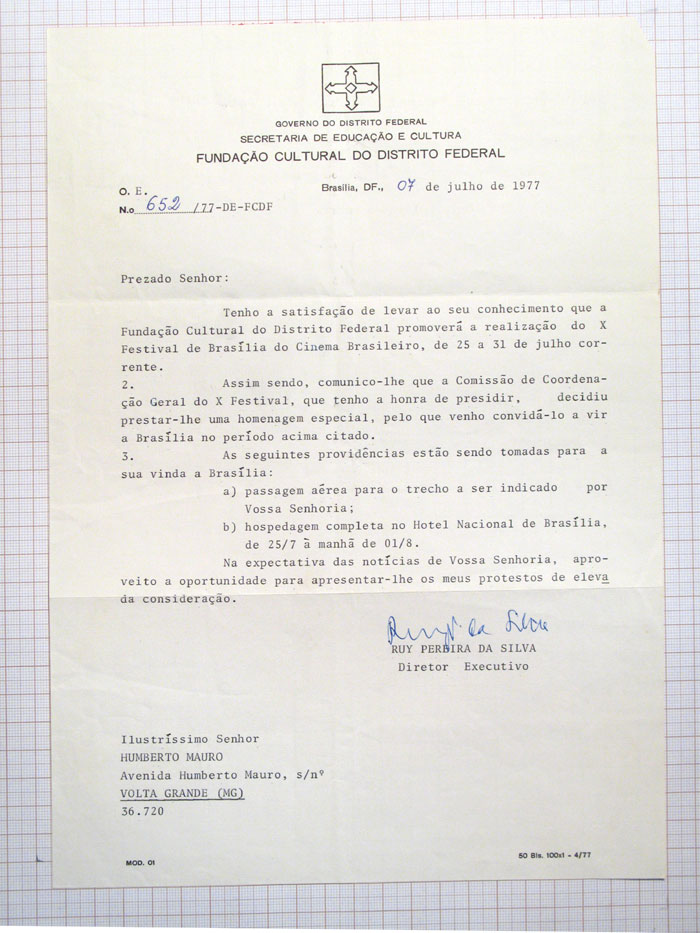 GOVERNO DO DISTRITO FEDERAL
SECRETARIA DE EDUCAÇÃO E CULTURA
FUNDAÇÃO CULTURAL DO DISTRITO FEDERAL
O. E.
Brasília, DF., 07 de julho de 1977
N.o 652 /77-DE-FCDF
Prezado Senhor:
Tenho a satisfação de levar ao seu conhecimento que a
Fundação Cultural do Distrito Federal promoverá a realização do X
Festival de Brasília do Cinema Brasileiro, de 25 a 31 de julho cor-
rente.
2. Assim sendo, comunico-lhe que a Comissão de Coordena-
ção Geral do X Festival, que tenho a honra de presidir, decidiu
prestar-lhe uma homenagem especial, pelo que venho convidá-lo a vir
a Brasília no período acima citado.
3. As seguintes providências estão sendo tomadas para a
sua vinda a Brasília:
a) passagem aérea para o trecho a ser indicado por
Vossa Senhoria;
b) hospedagem completa no Hotel Nacional de Brasília,
de 25/7 à manhã de 01/8.
Na expectativa das notícias de Vossa Senhoria, apro-
veito a oportunidade para apresentar-lhe os meus protestos de eleva
da consideração.
Ruy P. da Silva
RUY PEREIRA DA SILVA
Diretor Executivo
Ilustríssimo Senhor
HUMBERTO MAURO
Avenida Humberto Mauro, s/nº
VOLTA GRANDE (MG)
36.720
MOD. 01
50 Bls. 100x1 - 4/77